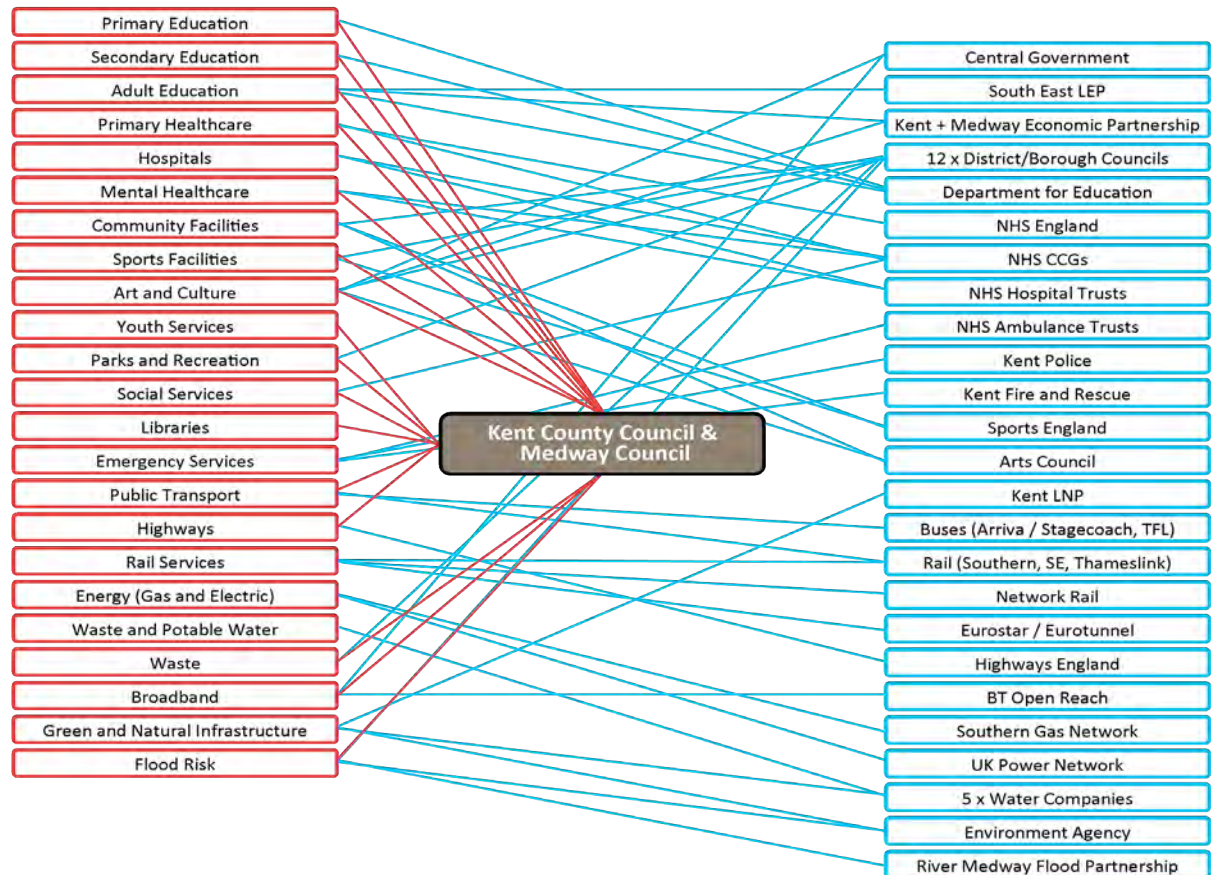 Primary Education
Secondary Education
Adult Education
Primary Healthcare
Hospitals
Mental Healthcare
Community Facilities
Sports Facilities
Art and Culture
Youth Services
Parks and Recreation
Social Services
Libraries
Emergency Services
Public Transport
Highways
Rail Services
Energy (Gas and Electric)
Waste and Potable Water
Waste
Broadband
Green and Natural Infrastructure
Flood Risk
Kent County Council &
Medway Council
Central Government
South East LEP
Kent + Medway Economic Partnership
12 x District/Borough Councils
Department for Education
NHS England
NHS CCGs
NHS Hospital Trusts
NHS Ambulance Trusts
Kent Police
Kent Fire and Rescue
Sports England
Arts Council
Kent LNP
Buses (Arriva / Stagecoach, TFL)
Rail (Southern, SE, Thameslink)
Network Rail
Eurostar / Eurotunnel
Highways England
BT Open Reach
Southern Gas Network
UK Power Network
5 x Water Companies
Environment Agency
River Medway Flood Partnership